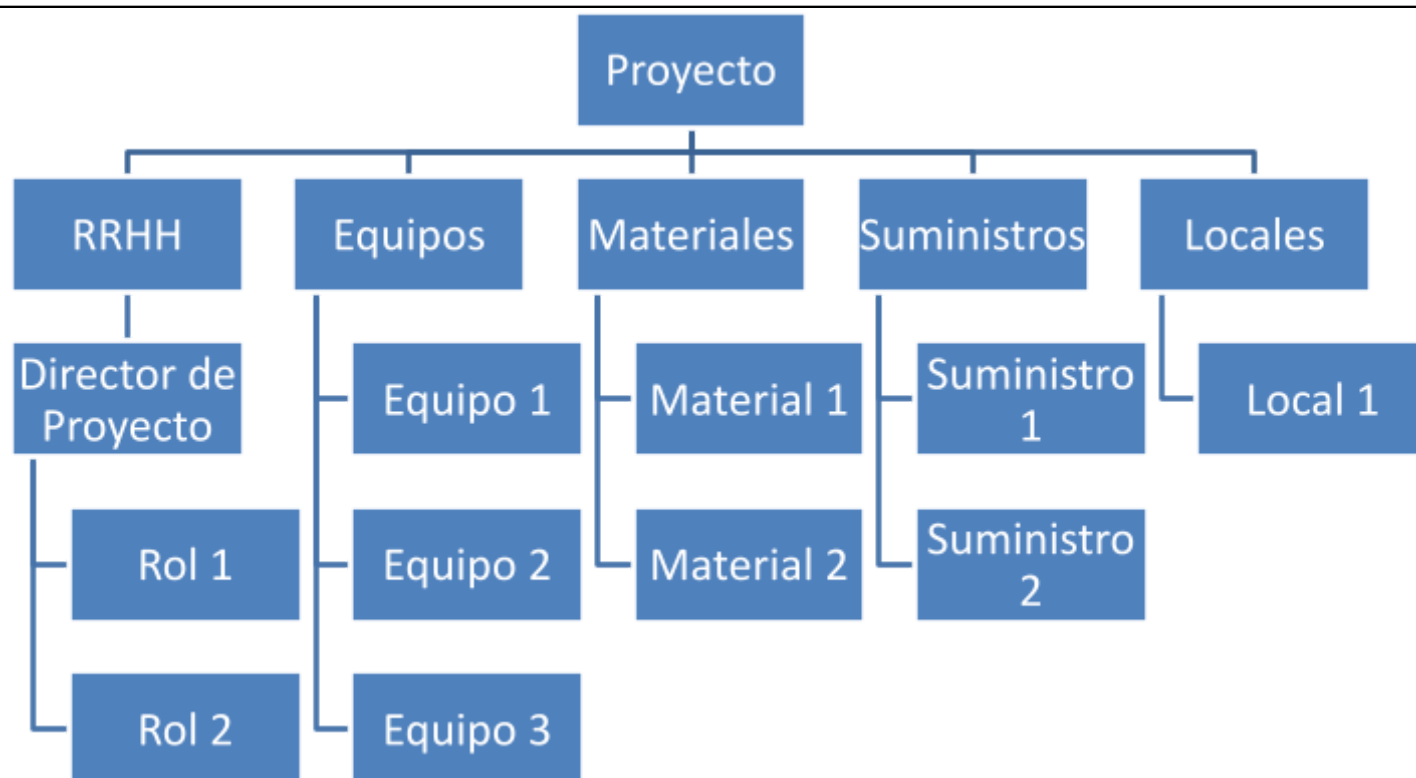 Proyecto
RRHH
Equipos
Materiales
Suministros
Locales
Director de
Proyecto
Equipo 1
Material 1
Suministro
1
Local 1
Rol 1
Equipo 2
Material 2
Suministro
2
Rol 2
Equipo 3